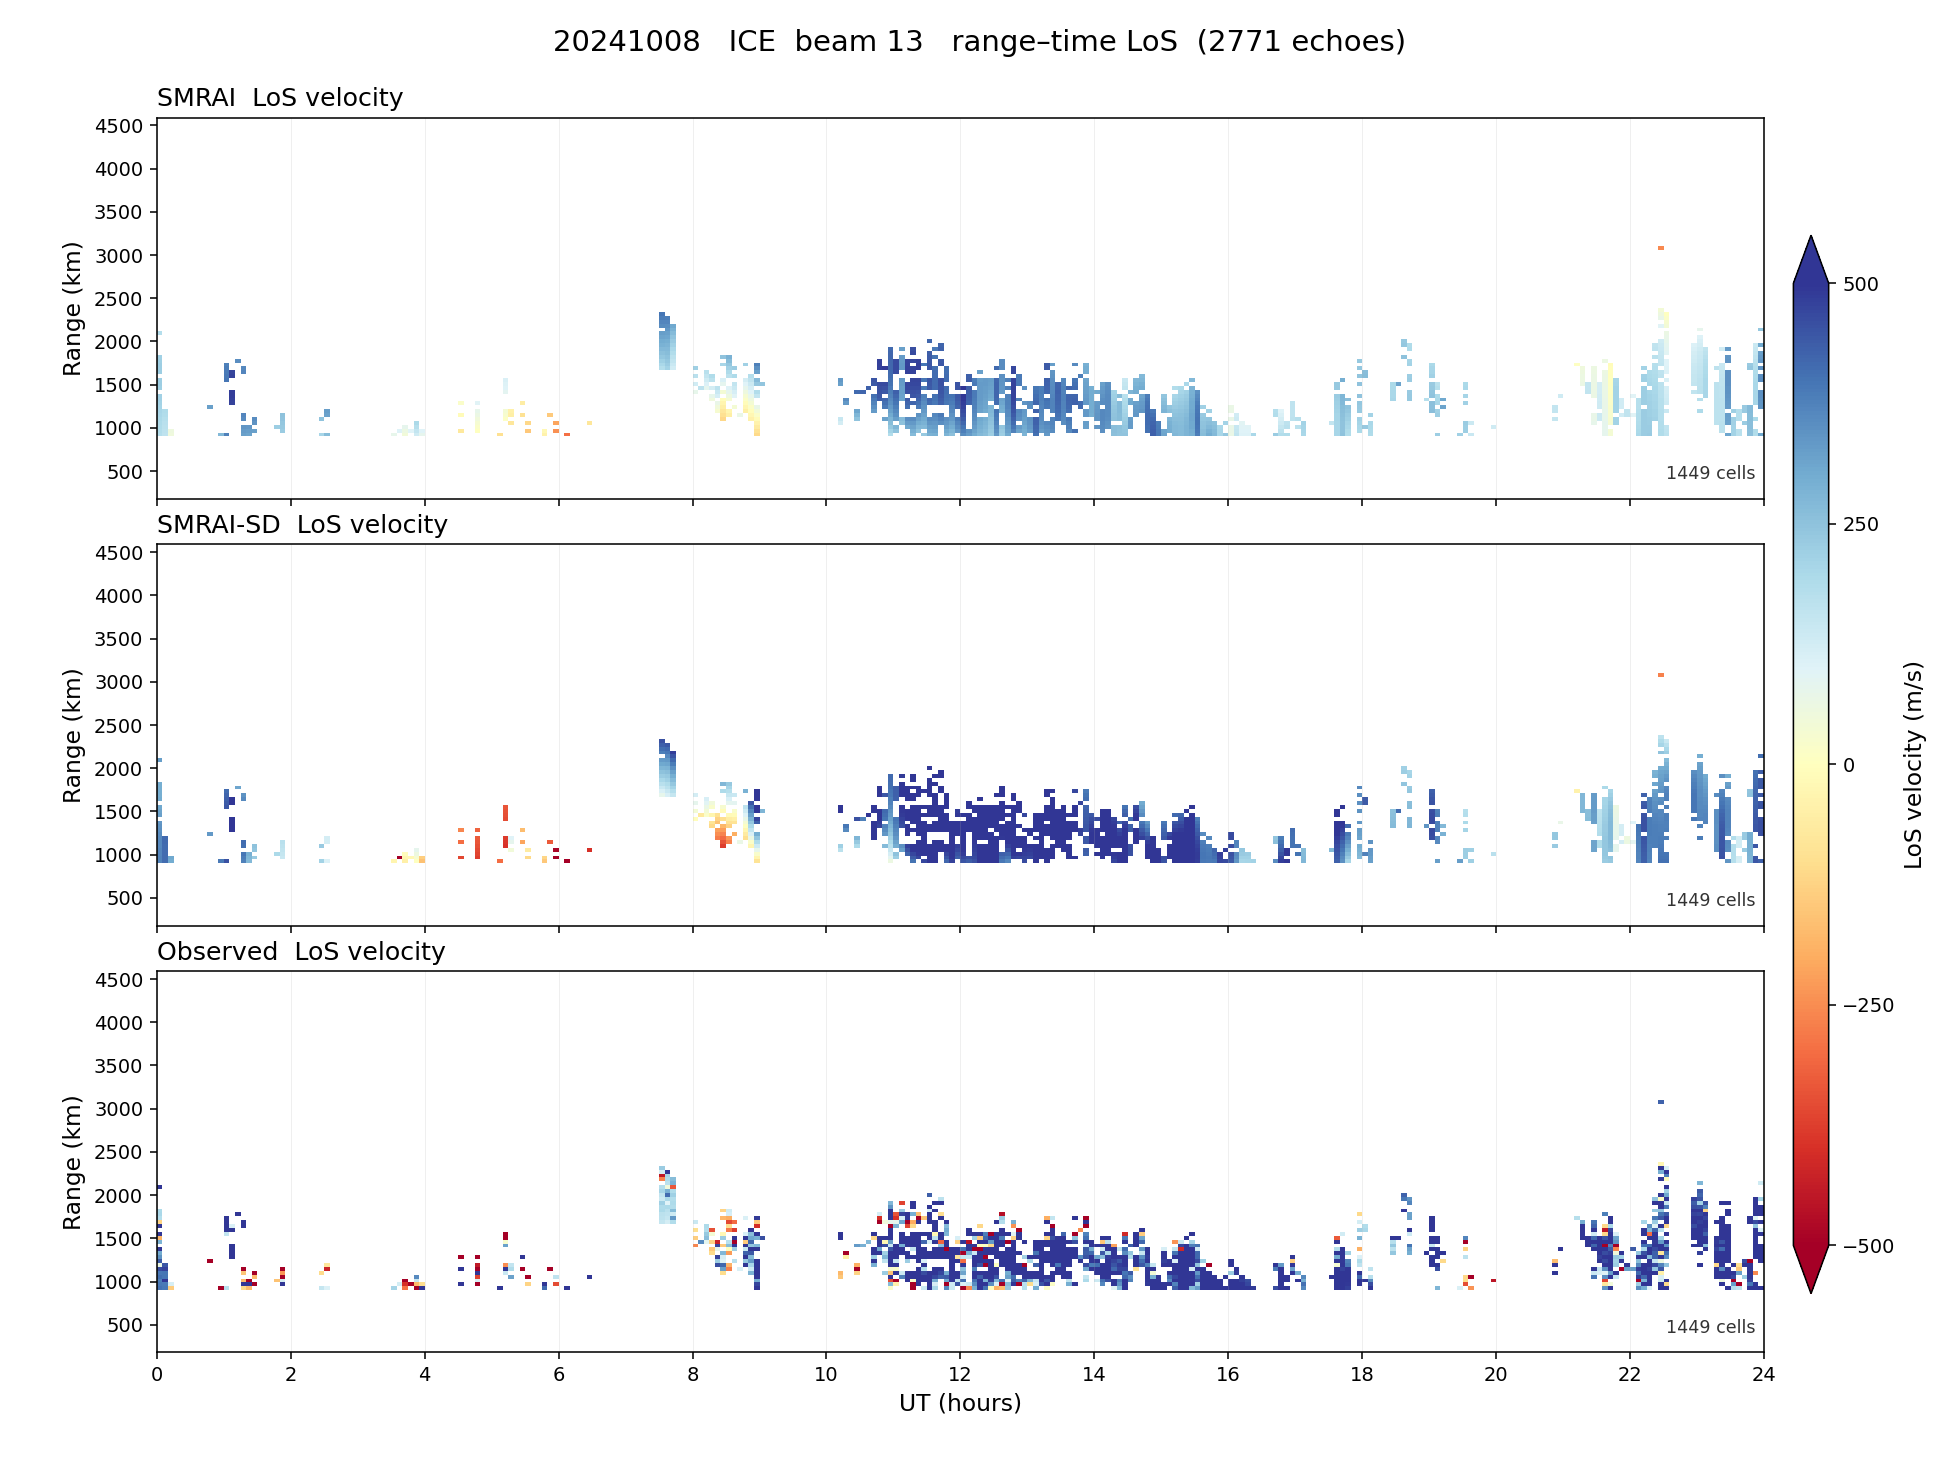 20241008   ICE  beam 13   range–time LoS  (2771 echoes)
SMRAI  LoS velocity
4500
4000
3500
3000
2500
2000
1500
1000
500
Range (km)
1449 cells
SMRAI-SD  LoS velocity
4500
4000
3500
3000
2500
2000
1500
1000
500
Range (km)
1449 cells
Observed  LoS velocity
4500
4000
3500
3000
2500
2000
1500
1000
500
Range (km)
1449 cells
0 2 4 6 8 10 12 14 16 18 20 22 24
UT (hours)
500
250
0
−250
−500
LoS velocity (m/s)